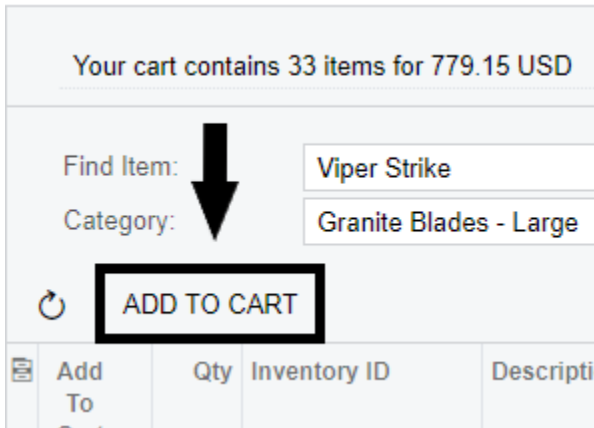 Your cart contains 33 items for 779.15 USD
Find Item:
Viper Strike
Category:
Granite Blades - Large
ADD TO CART
Add
To
Qty
Inventory ID